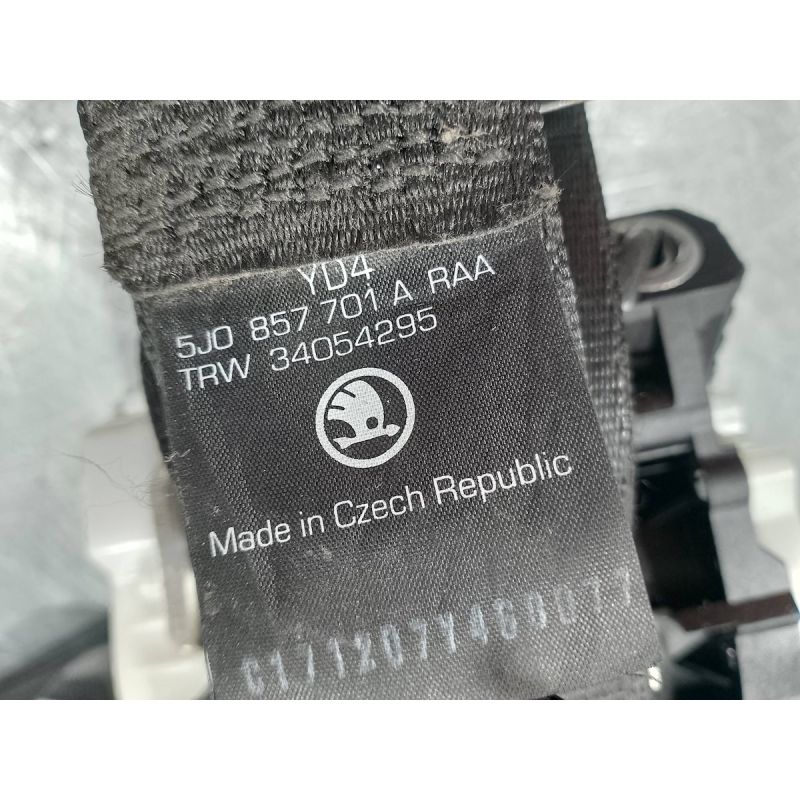 YD4
5J0 857 701 A RAA
TRW 34054295
Made in Czech Republic